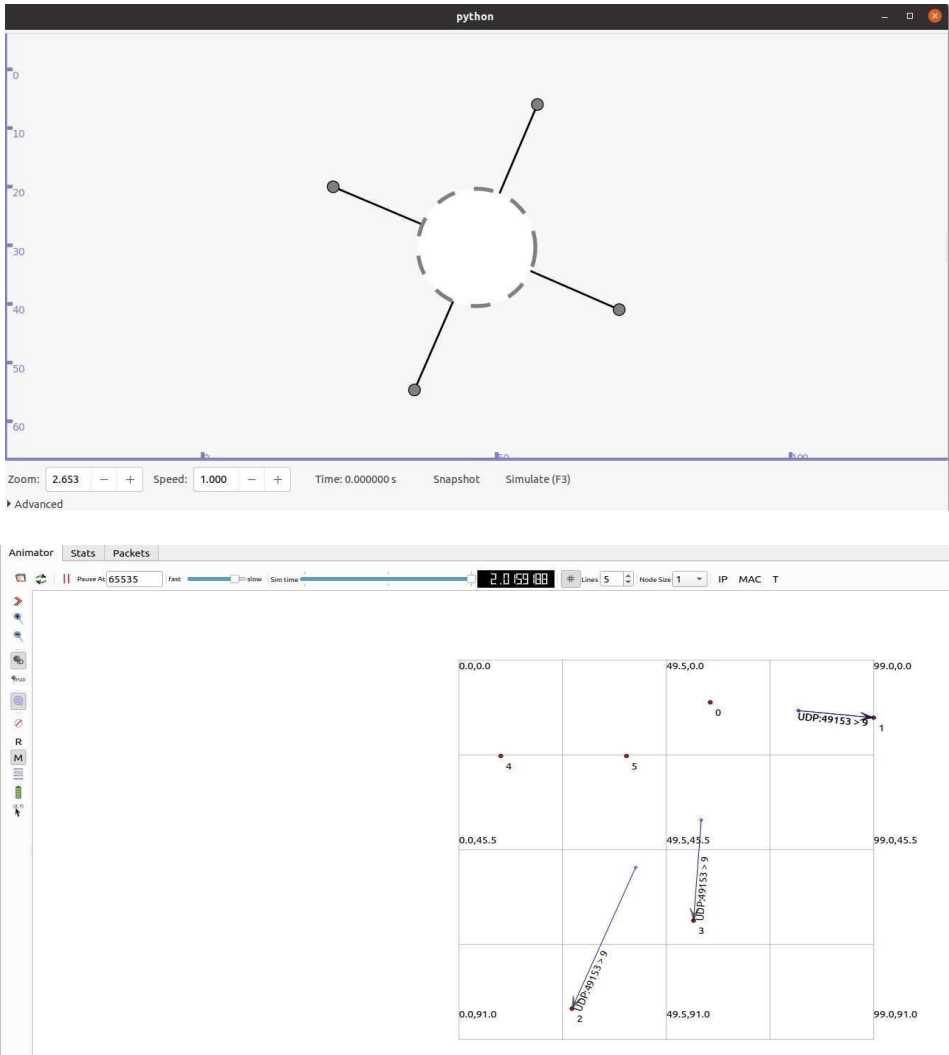 python
0
10
20
30
40
50
60
0 50 100
Zoom: 2.653 − + Speed: 1.000 − + Time: 0.000000 s Snapshot Simulate (F3)
Advanced
Animator Stats Packets
Pause At 65535 fast slow Sim time 2.0159188 # Lines 5 Node Size 1 IP MAC T
R
M
0.0,0.0 49.5,0.0 99.0,0.0
0
UDP:49153 > 9
1
4
5
0.0,45.5 49.5,45.5 99.0,45.5
UDP:49153 > 9
3
UDP:49153 > 9
2
0.0,91.0 49.5,91.0 99.0,91.0